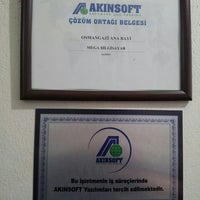 AKINSOFT
ÇÖZÜM ORTAĞI BELGESİ
OSMANGAZİ ANA BAYİ
MEGA BİLGİSAYAR
AKINSOFT
Bu işletmenin iş süreçlerinde
AKINSOFT Yazılımları tercih edilmektedir.